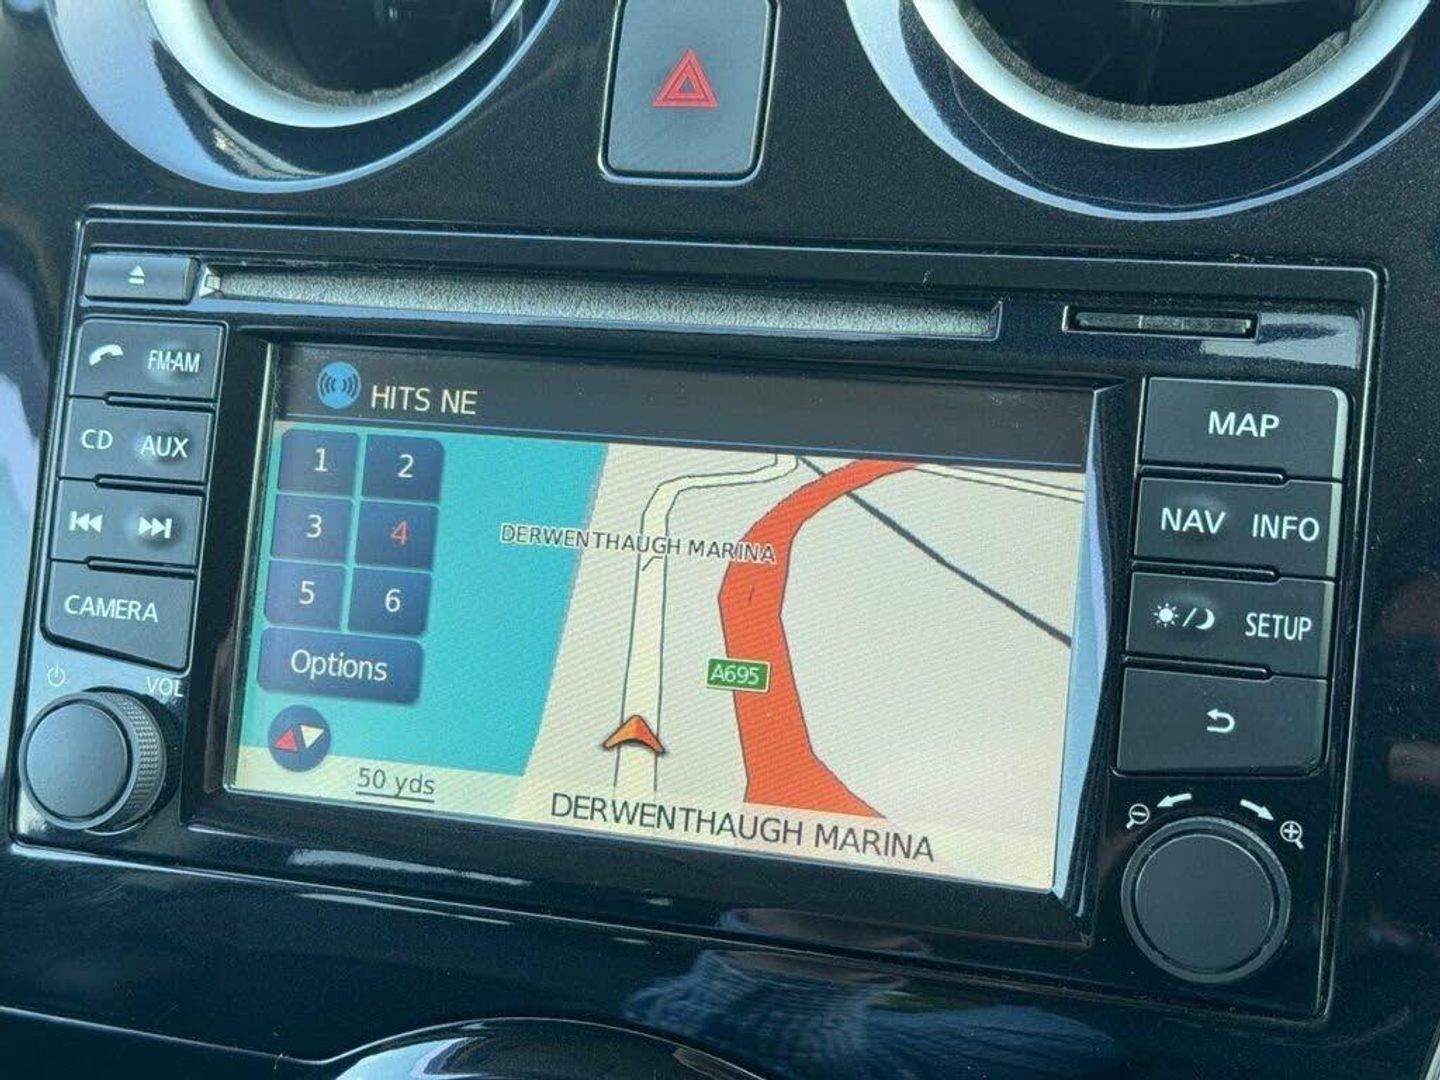 FM·AM
CD AUX
CAMERA
VOL
HITS NE
1 2
3 4
5 6
Options
50 yds
DERWENTHAUGH MARINA
A695
DERWENTHAUGH MARINA
MAP
NAV INFO
SETUP